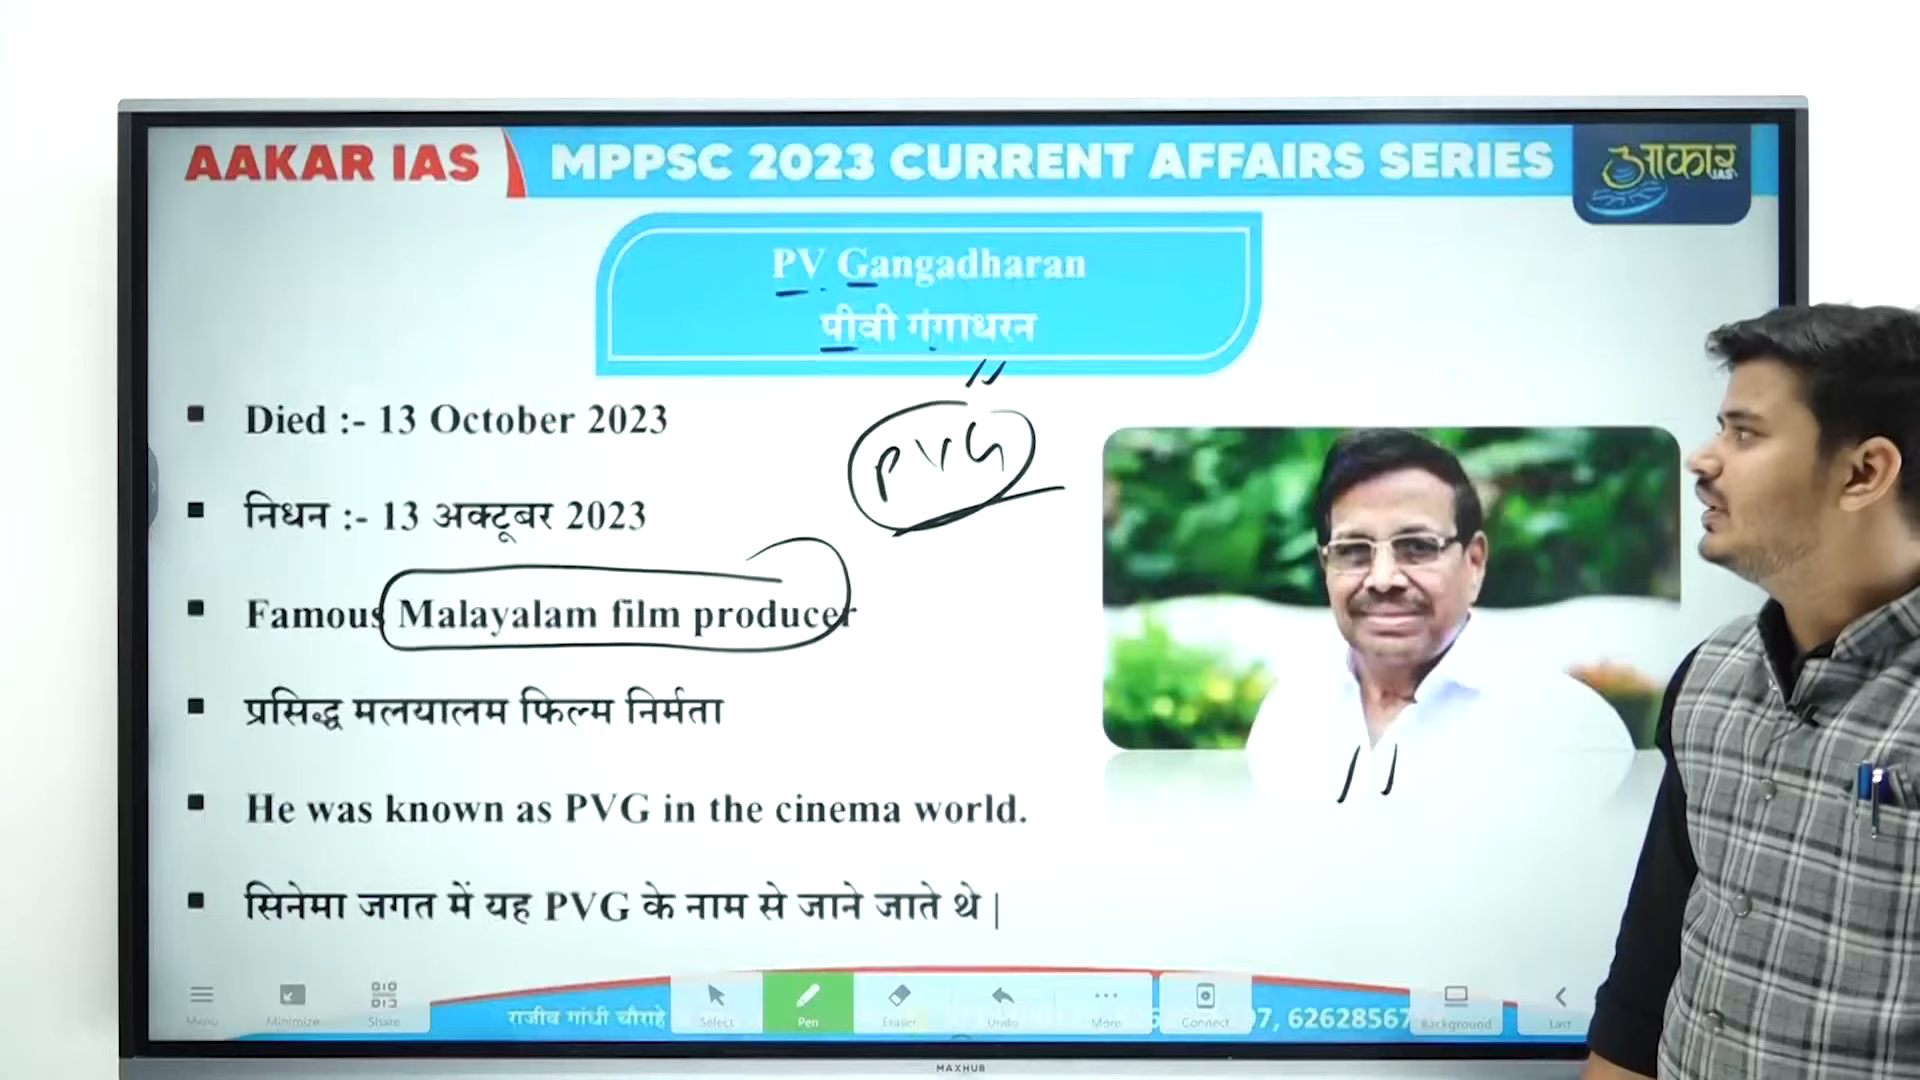 AAKAR IAS
MPPSC 2023 CURRENT AFFAIRS SERIES
आकार
IAS
PV Gangadharan
पीवी गंगाधरन
Died :- 13 October 2023
PVG
निधन :- 13 अक्टूबर 2023
Famous Malayalam film producer
प्रसिद्ध मलयालम फिल्म निर्मता
He was known as PVG in the cinema world.
सिनेमा जगत में यह PVG के नाम से जाने जाते थे |
Menu
Minimize
Share
राजीव गांधी चौराहे
Select
Pen
Eraser
Undo
More
Connect
97, 6262856
Background
Last
MAXHUB